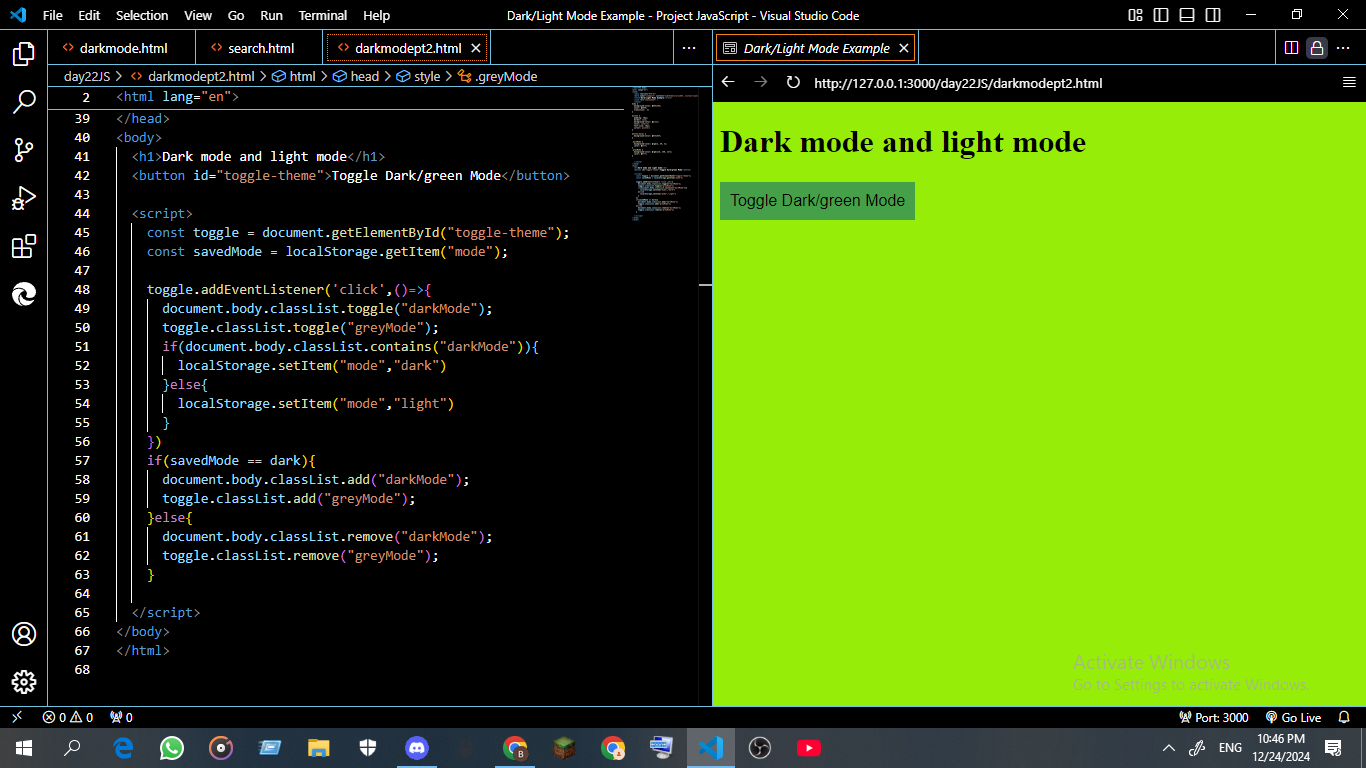 File Edit Selection View Go Run Terminal Help Dark/Light Mode Example - Project JavaScript - Visual Studio Code
darkmode.html search.html darkmodept2.html
day22JS > darkmodept2.html > html > head > style > .greyMode
2 <html lang="en">
39 </head>
40 <body>
41 <h1>Dark mode and light mode</h1>
42 <button id="toggle-theme">Toggle Dark/green Mode</button>
43
44 <script>
45 const toggle = document.getElementById("toggle-theme");
46 const savedMode = localStorage.getItem("mode");
47
48 toggle.addEventListener('click',()=>{
49 document.body.classList.toggle("darkMode");
50 toggle.classList.toggle("greyMode");
51 if(document.body.classList.contains("darkMode")){
52 localStorage.setItem("mode","dark")
53 }else{
54 localStorage.setItem("mode","light")
55 }
56 })
57 if(savedMode == dark){
58 document.body.classList.add("darkMode");
59 toggle.classList.add("greyMode");
60 }else{
61 document.body.classList.remove("darkMode");
62 toggle.classList.remove("greyMode");
63 }
64
65 </script>
66 </body>
67 </html>
68
Dark/Light Mode Example
http://127.0.0.1:3000/day22JS/darkmodept2.html
Dark mode and light mode
Toggle Dark/green Mode
Activate Windows
Go to Settings to activate Windows.
0 0 0 Port: 3000 Go Live
ENG
10:46 PM
12/24/2024